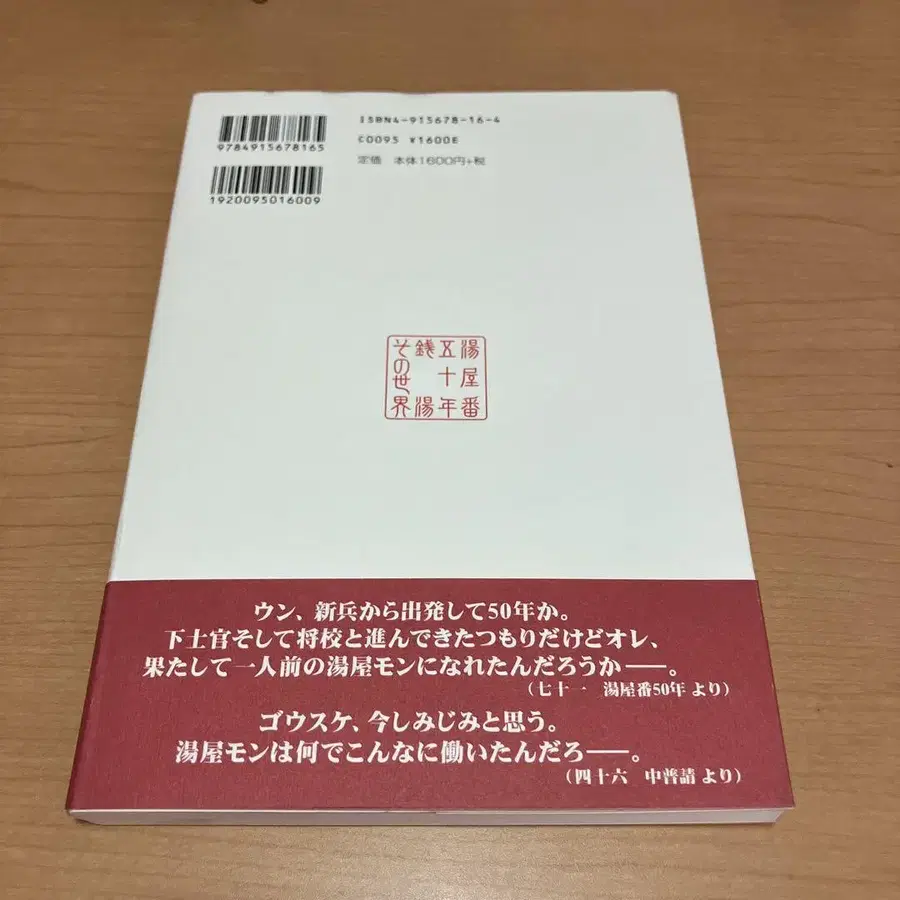 ISBN4-915678-16-4
C0095 ¥1600E
定価 本体1600円+税
9784915678165
1920095016009
湯屋番
五十年
銭湯
その世界
ウン、新兵から出発して50年か。
下士官そして将校と進んできたつもりだけどオレ、
果たして一人前の湯屋モンになれたんだろうか――。
(七十一 湯屋番50年 より)
ゴウスケ、今しみじみと思う。
湯屋モンは何でこんなに働いたんだろ――。
(四十六 中普請 より)